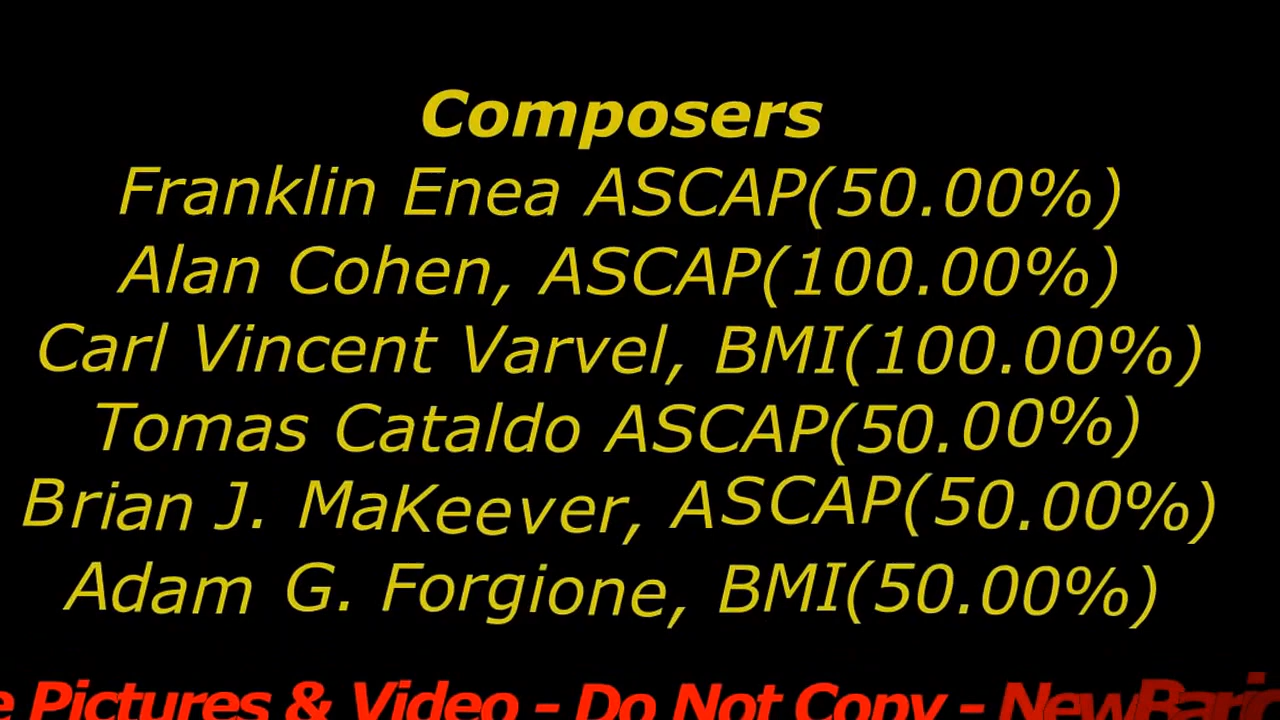 Composers
Franklin Enea ASCAP(50.00%)
Alan Cohen, ASCAP(100.00%)
Carl Vincent Varvel, BMI(100.00%)
Tomas Cataldo ASCAP(50.00%)
Brian J. MaKeever, ASCAP(50.00%)
Adam G. Forgione, BMI(50.00%)
e Pictures & Video - Do Not Copy -